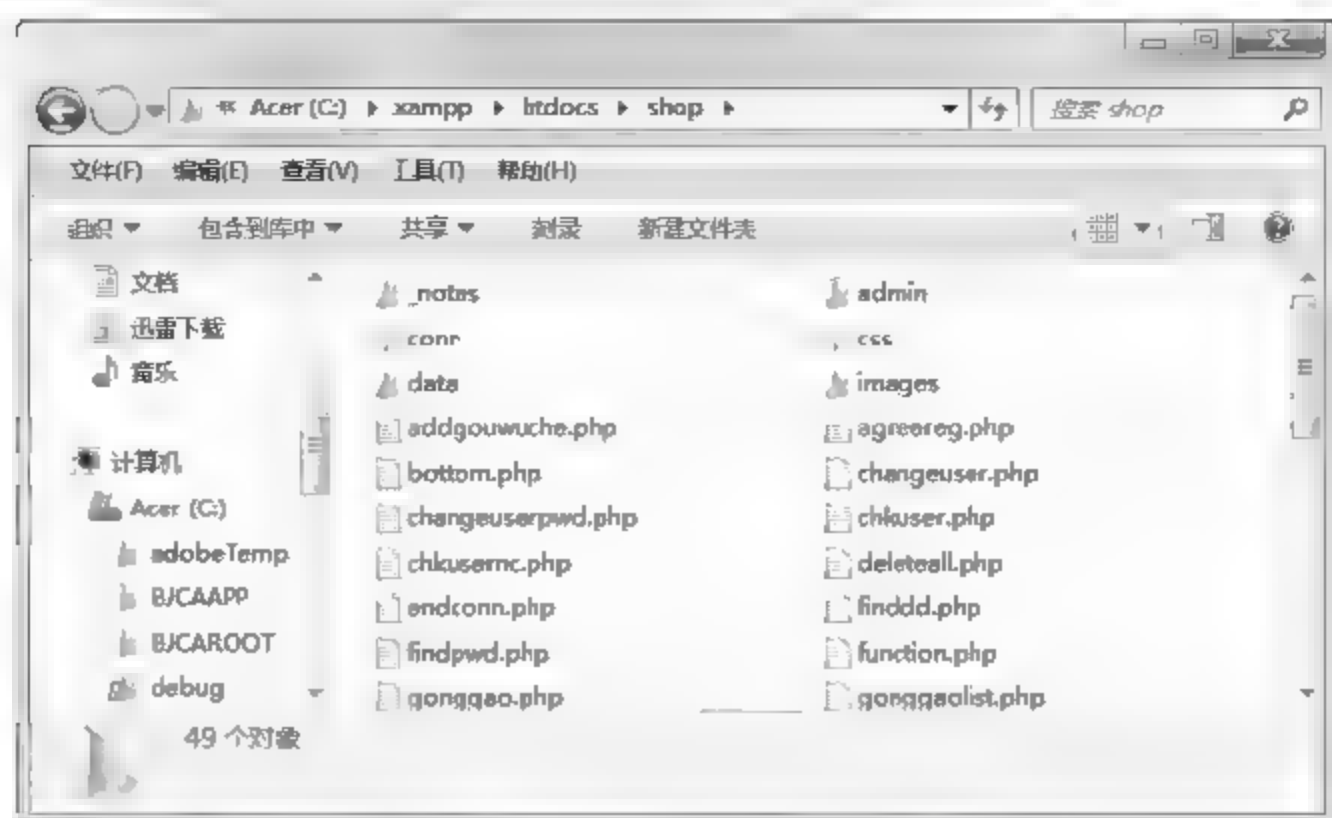 Acer (C:) ▸ xampp ▸ htdocs ▸ shop ▸ 搜索 shop
文件(F) 编辑(E) 查看(V) 工具(T) 帮助(H)
组织 包含到库中 共享 刻录 新建文件夹
文档
迅雷下载
音乐
计算机
Acer (C:)
adobeTemp
BJCAAPP
BJCAROOT
debug
_notes admin
conn css
data images
addgouwuche.php agreereg.php
bottom.php changeuser.php
changeuserpwd.php chkuser.php
chkusernc.php deleteall.php
endconn.php finddd.php
findpwd.php function.php
gonggao.php gonggaolist.php
49 个对象